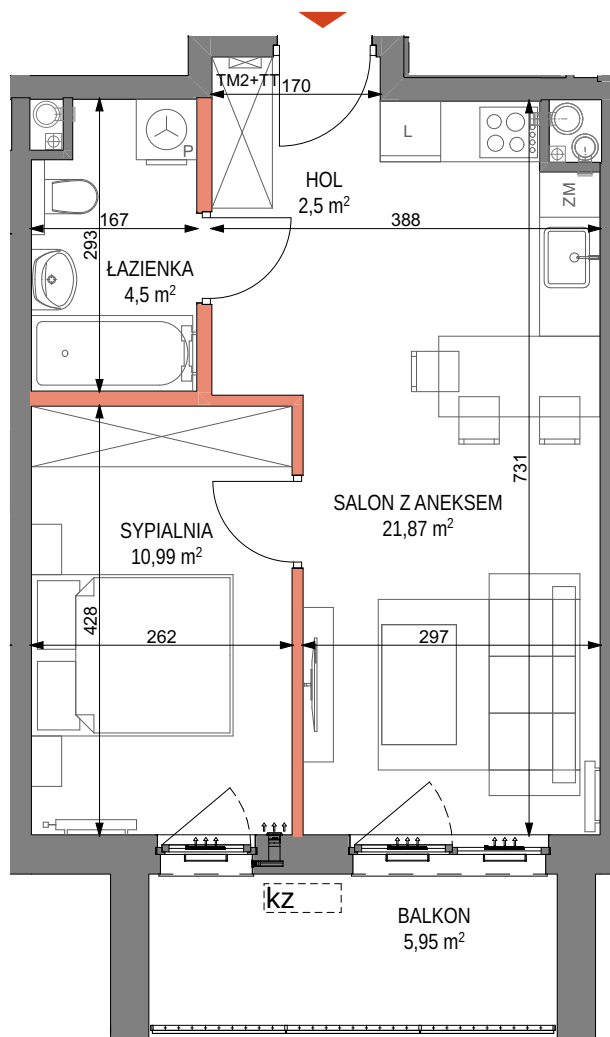 TM2+TT
170
L
P
HOL
2,5 m²
ZM
167
388
293
ŁAZIENKA
4,5 m²
731
SALON Z ANEKSEM
21,87 m²
SYPIALNIA
10,99 m²
428
262
297
kz
BALKON
5,95 m²